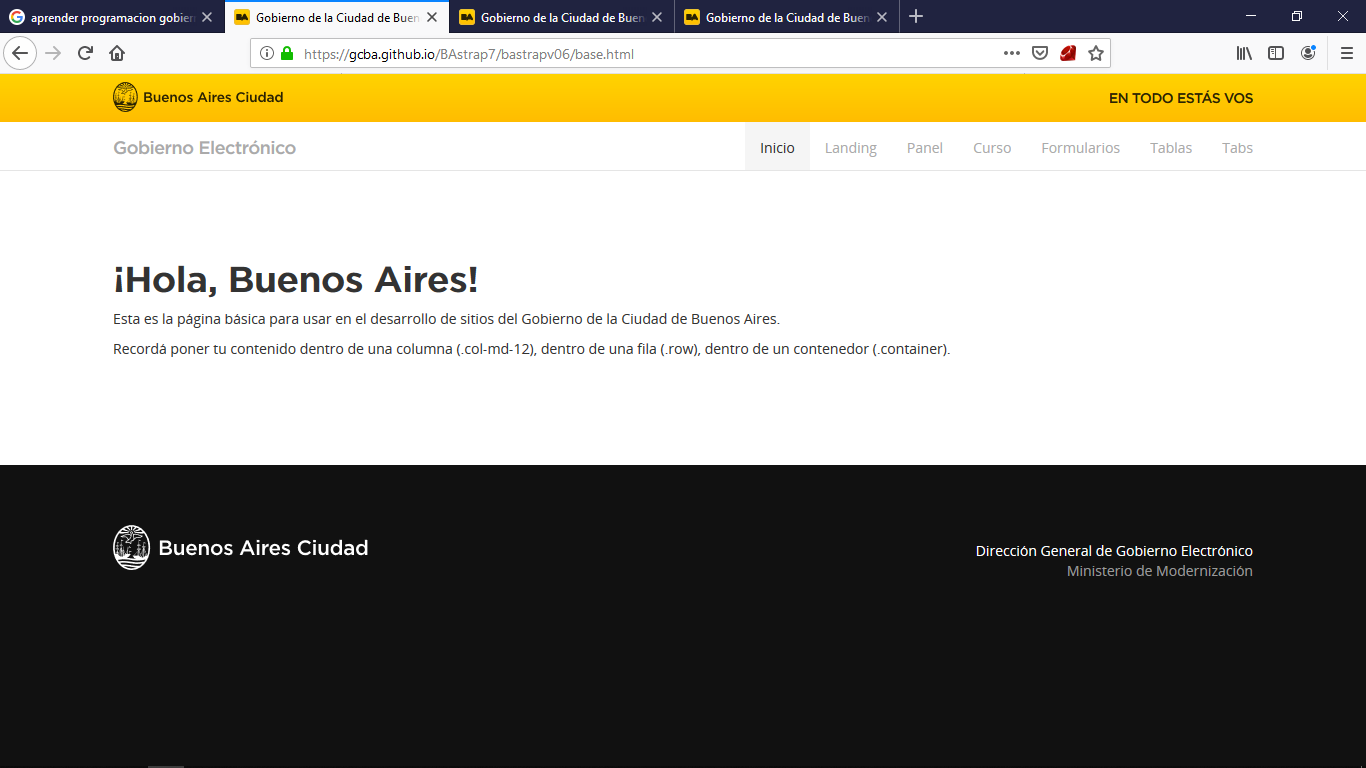 aprender programacion gobier
Gobierno de la Ciudad de Buen
Gobierno de la Ciudad de Buen
Gobierno de la Ciudad de Buen
https://gcba.github.io/BAstrap7/bastrapv06/base.html
Buenos Aires Ciudad
EN TODO ESTÁS VOS
Gobierno Electrónico
Inicio
Landing
Panel
Curso
Formularios
Tablas
Tabs
¡Hola, Buenos Aires!
Esta es la página básica para usar en el desarrollo de sitios del Gobierno de la Ciudad de Buenos Aires.
Recordá poner tu contenido dentro de una columna (.col-md-12), dentro de una fila (.row), dentro de un contenedor (.container).
Buenos Aires Ciudad
Dirección General de Gobierno Electrónico
Ministerio de Modernización